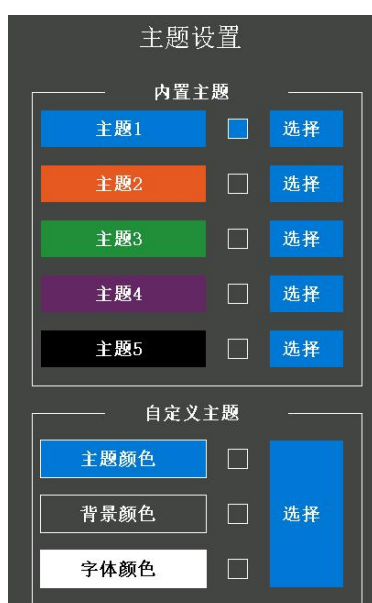 主题设置
内置主题
主题1 选择
主题2 选择
主题3 选择
主题4 选择
主题5 选择
自定义主题
主题颜色
背景颜色 选择
字体颜色